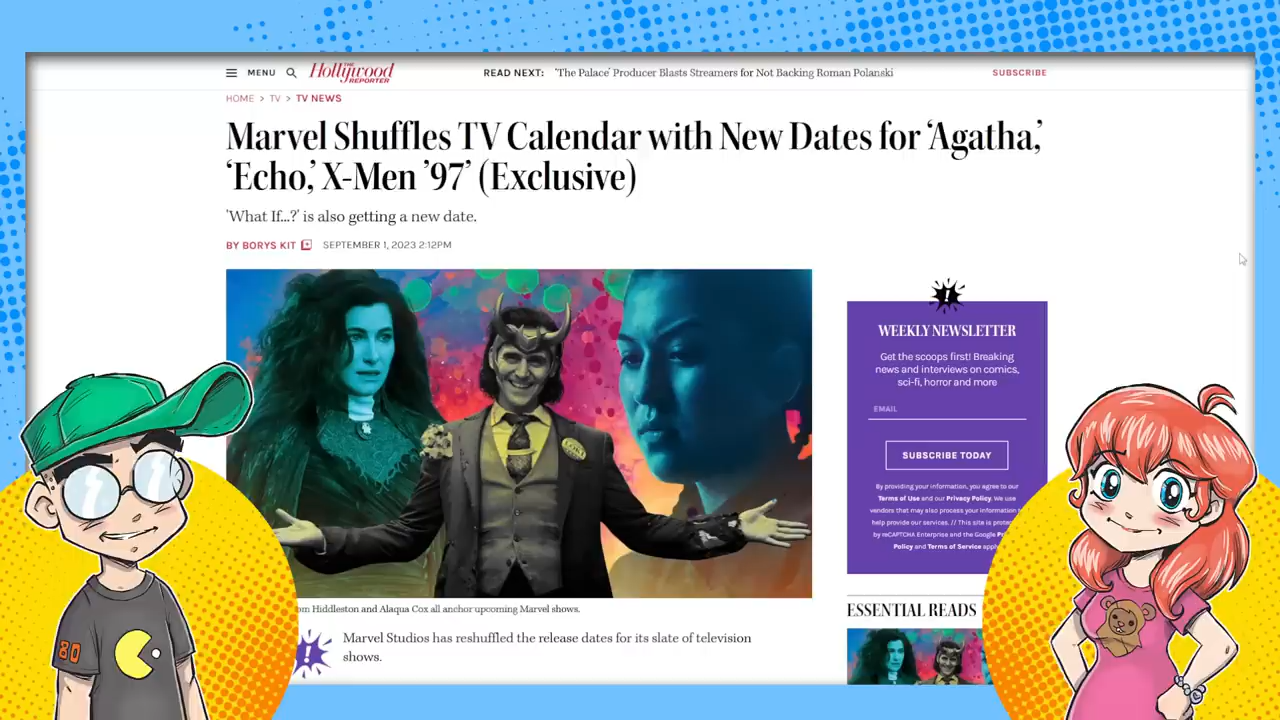 MENU
THE
Hollywood
REPORTER
READ NEXT: 'The Palace' Producer Blasts Streamers for Not Backing Roman Polanski
SUBSCRIBE
HOME > TV > TV NEWS
Marvel Shuffles TV Calendar with New Dates for ‘Agatha,’
‘Echo,’ X-Men ’97’ (Exclusive)
'What If…?' is also getting a new date.
BY BORYS KIT
SEPTEMBER 1, 2023 2:12PM
om Hiddleston and Alaqua Cox all anchor upcoming Marvel shows.
Marvel Studios has reshuffled the release dates for its slate of television
shows.
WEEKLY NEWSLETTER
Get the scoops first! Breaking
news and interviews on comics,
sci-fi, horror and more
EMAIL
SUBSCRIBE TODAY
By providing your information, you agree to our
Terms of Use and our Privacy Policy. We use
vendors that may also process your information to
help provide our services. // This site is protec
by reCAPTCHA Enterprise and the Google
Policy and Terms of Service appl
ESSENTIAL READS
80